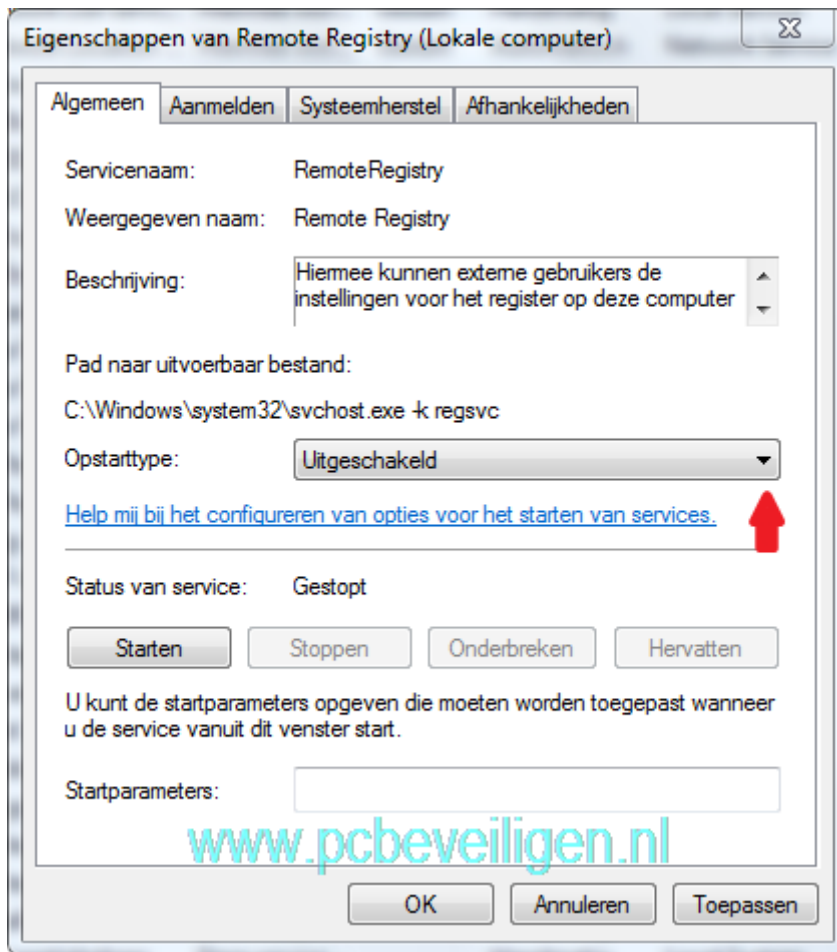 Eigenschappen van Remote Registry (Lokale computer)
Algemeen Aanmelden Systeemherstel Afhankelijkheden
Servicenaam: RemoteRegistry
Weergegeven naam: Remote Registry
Beschrijving: Hiermee kunnen externe gebruikers de
instellingen voor het register op deze computer
Pad naar uitvoerbaar bestand:
C:\Windows\system32\svchost.exe -k regsvc
Opstarttype: Uitgeschakeld
Help mij bij het configureren van opties voor het starten van services.
Status van service: Gestopt
Starten Stoppen Onderbreken Hervatten
U kunt de startparameters opgeven die moeten worden toegepast wanneer
u de service vanuit dit venster start.
Startparameters:
www.pcbeveiligen.nl
OK Annuleren Toepassen